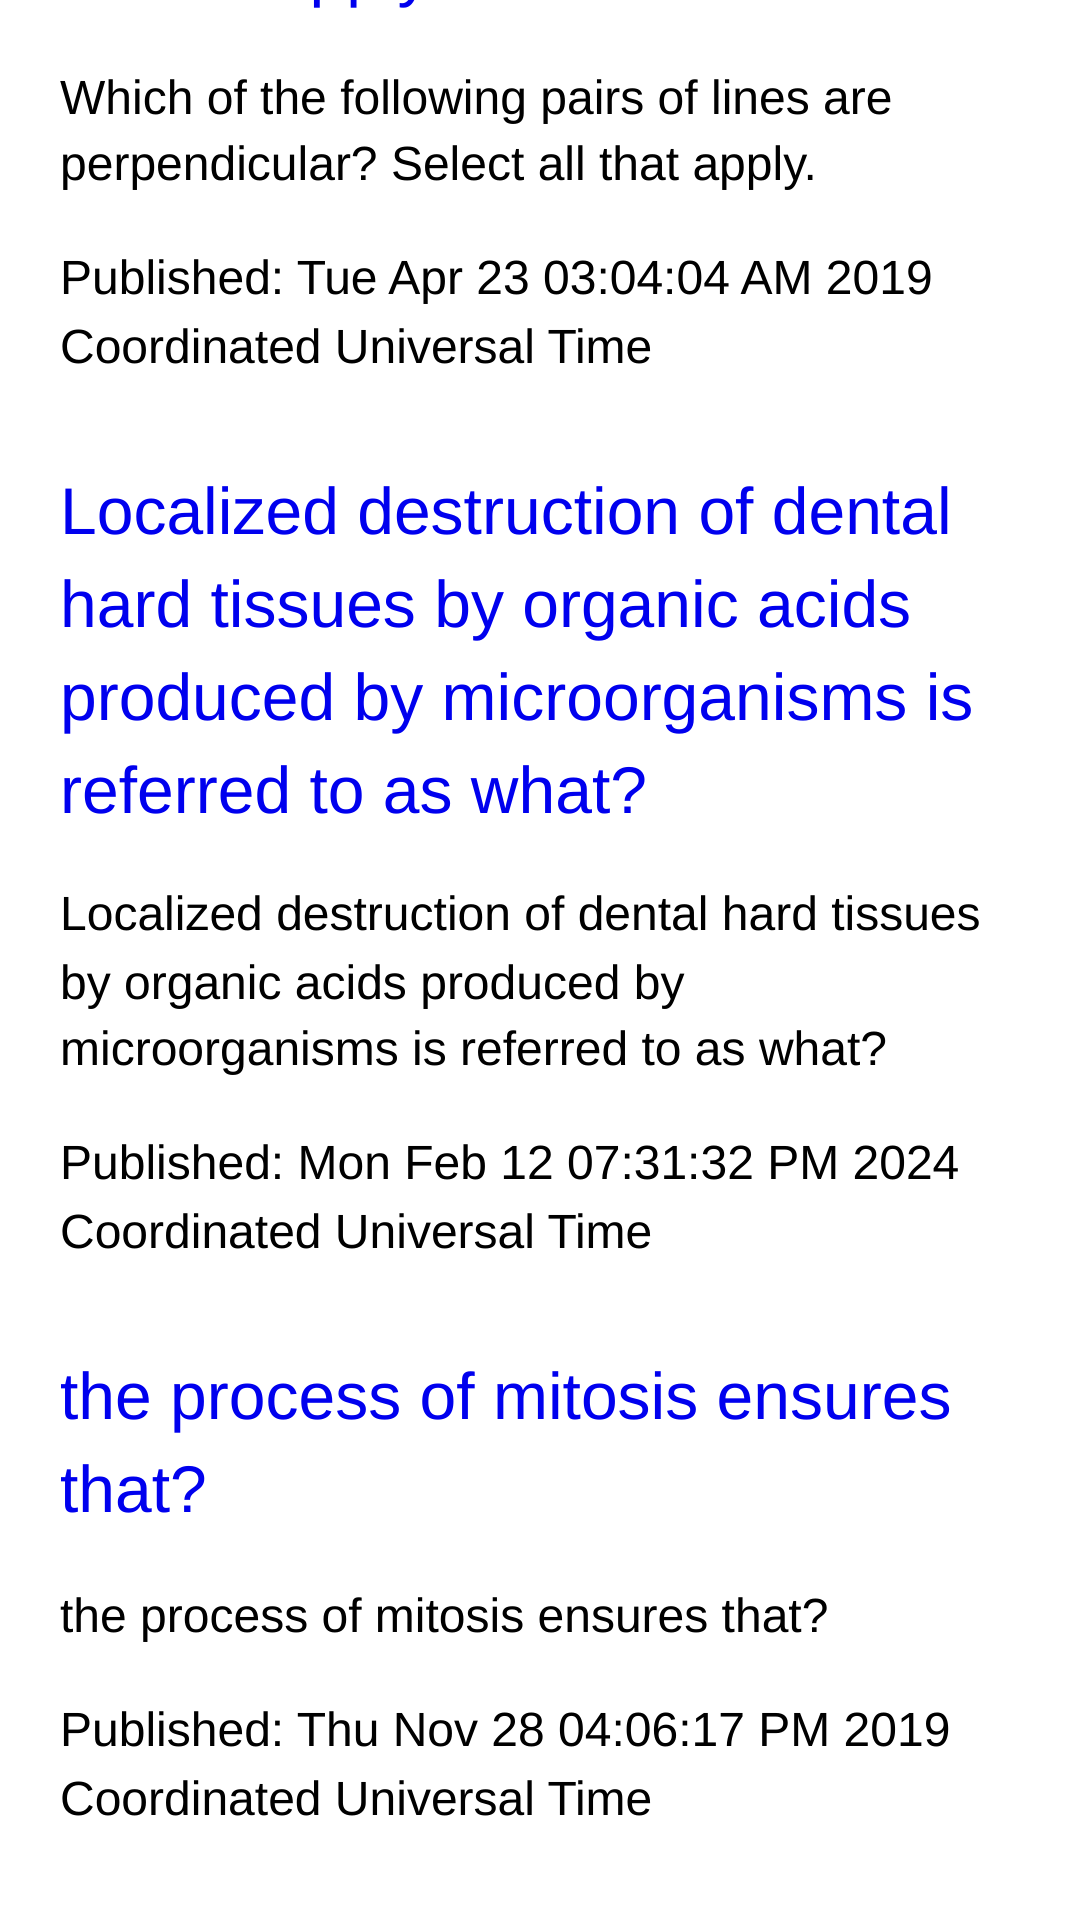 Which of the following pairs of lines are
perpendicular? Select all that apply.
Published: Tue Apr 23 03:04:04 AM 2019
Coordinated Universal Time
Localized destruction of dental
hard tissues by organic acids
produced by microorganisms is
referred to as what?
Localized destruction of dental hard tissues
by organic acids produced by
microorganisms is referred to as what?
Published: Mon Feb 12 07:31:32 PM 2024
Coordinated Universal Time
the process of mitosis ensures
that?
the process of mitosis ensures that?
Published: Thu Nov 28 04:06:17 PM 2019
Coordinated Universal Time